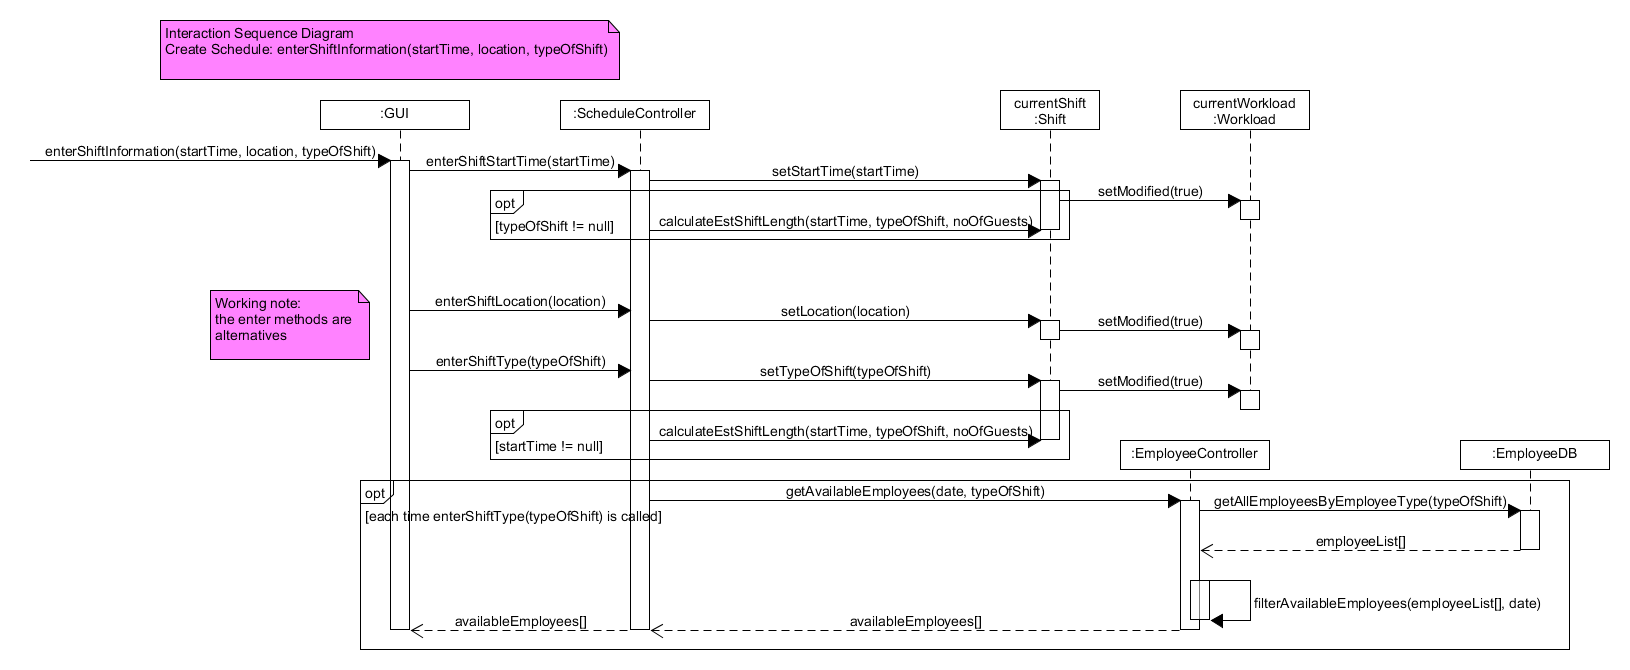 Interaction Sequence Diagram
Create Schedule: enterShiftInformation(startTime, location, typeOfShift)
:GUI
:ScheduleController
currentShift
:Shift
currentWorkload
:Workload
enterShiftInformation(startTime, location, typeOfShift)
enterShiftStartTime(startTime)
setStartTime(startTime)
setModified(true)
opt
[typeOfShift != null]
calculateEstShiftLength(startTime, typeOfShift, noOfGuests)
Working note:
the enter methods are
alternatives
enterShiftLocation(location)
setLocation(location)
setModified(true)
enterShiftType(typeOfShift)
setTypeOfShift(typeOfShift)
setModified(true)
opt
[startTime != null]
calculateEstShiftLength(startTime, typeOfShift, noOfGuests)
:EmployeeController
:EmployeeDB
opt
[each time enterShiftType(typeOfShift) is called]
getAvailableEmployees(date, typeOfShift)
getAllEmployeesByEmployeeType(typeOfShift)
employeeList[]
filterAvailableEmployees(employeeList[], date)
availableEmployees[]
availableEmployees[]